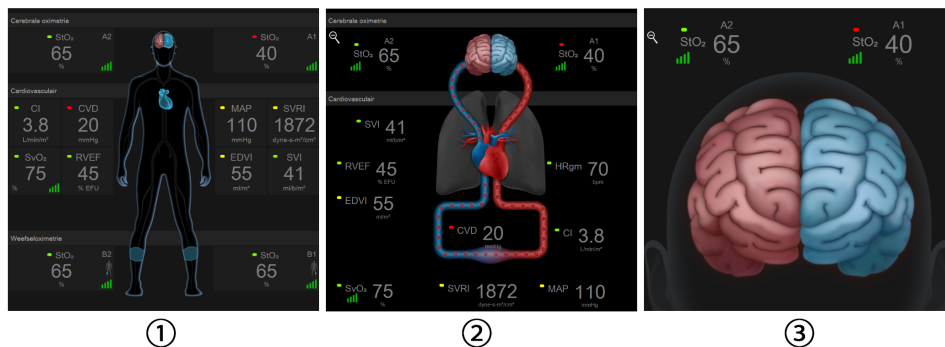 Cerebrale oximetrie
StO₂ A2
65
%
StO₂ A1
40
%
Cardiovasculair
CI
3.8
L/min/m²
CVD
20
mmHg
MAP
110
mmHg
SVRI
1872
dyne-s-m²/cm⁵
SvO₂
75
%
RVEF
45
% EFU
EDVI
55
ml/m²
SVI
41
ml/b/m²
Weefseloximetrie
StO₂ B2
65
%
StO₂ B1
65
%
①
Cerebrale oximetrie
A2
StO₂ 65
%
A1
StO₂ 40
%
Cardiovasculair
SVI 41
ml/b/m²
RVEF 45
% EFU
HRgm 70
bpm
EDVI 55
ml/m²
CVD 20
mmHg
CI 3.8
L/min/m²
SvO₂ 75
%
SVRI 1872
dyne-s-m²/cm⁵
MAP 110
mmHg
②
A2
StO₂ 65
%
A1
StO₂ 40
%
③